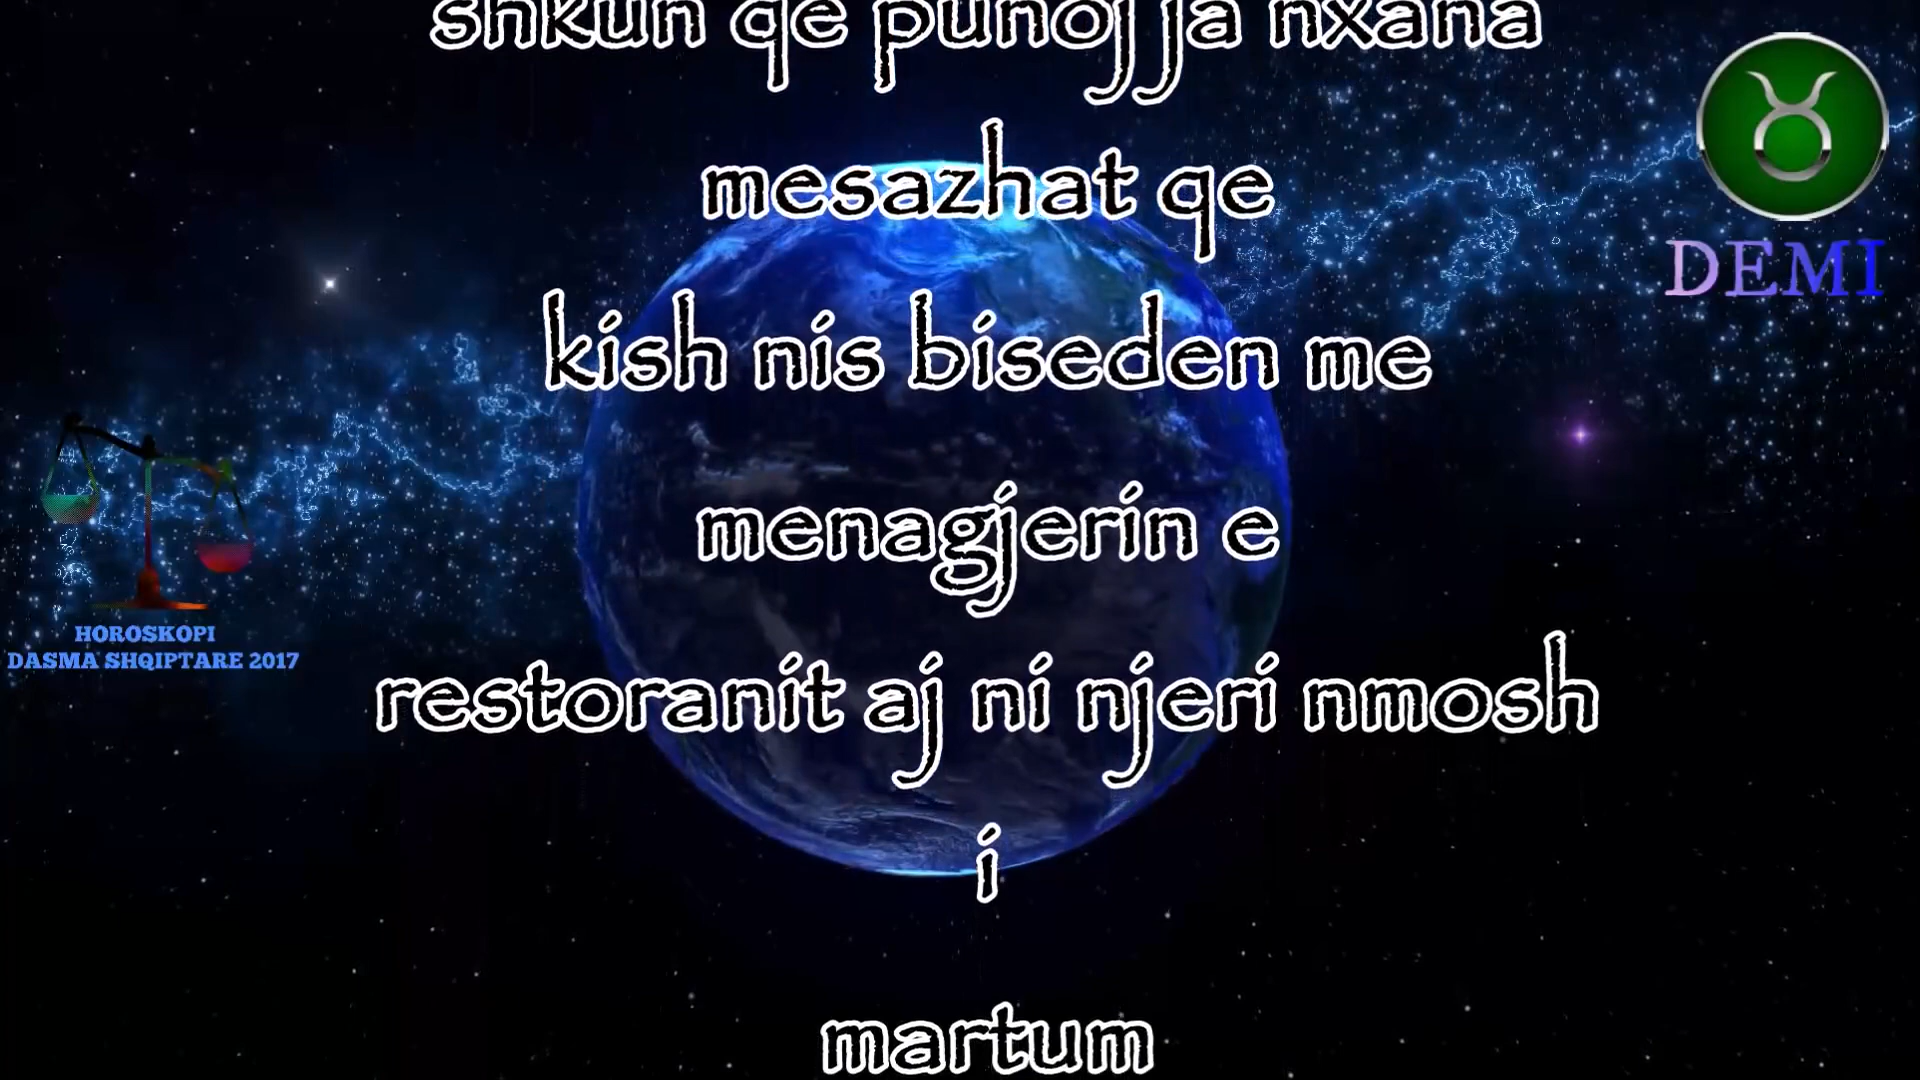 shkun qe punoj ja nxana
mesazhat qe
kish nis biseden me
menagjerin e
restoranit aj ni njeri nmosh
i
martum
DEMI
HOROSKOPI
DASMA SHQIPTARE 2017